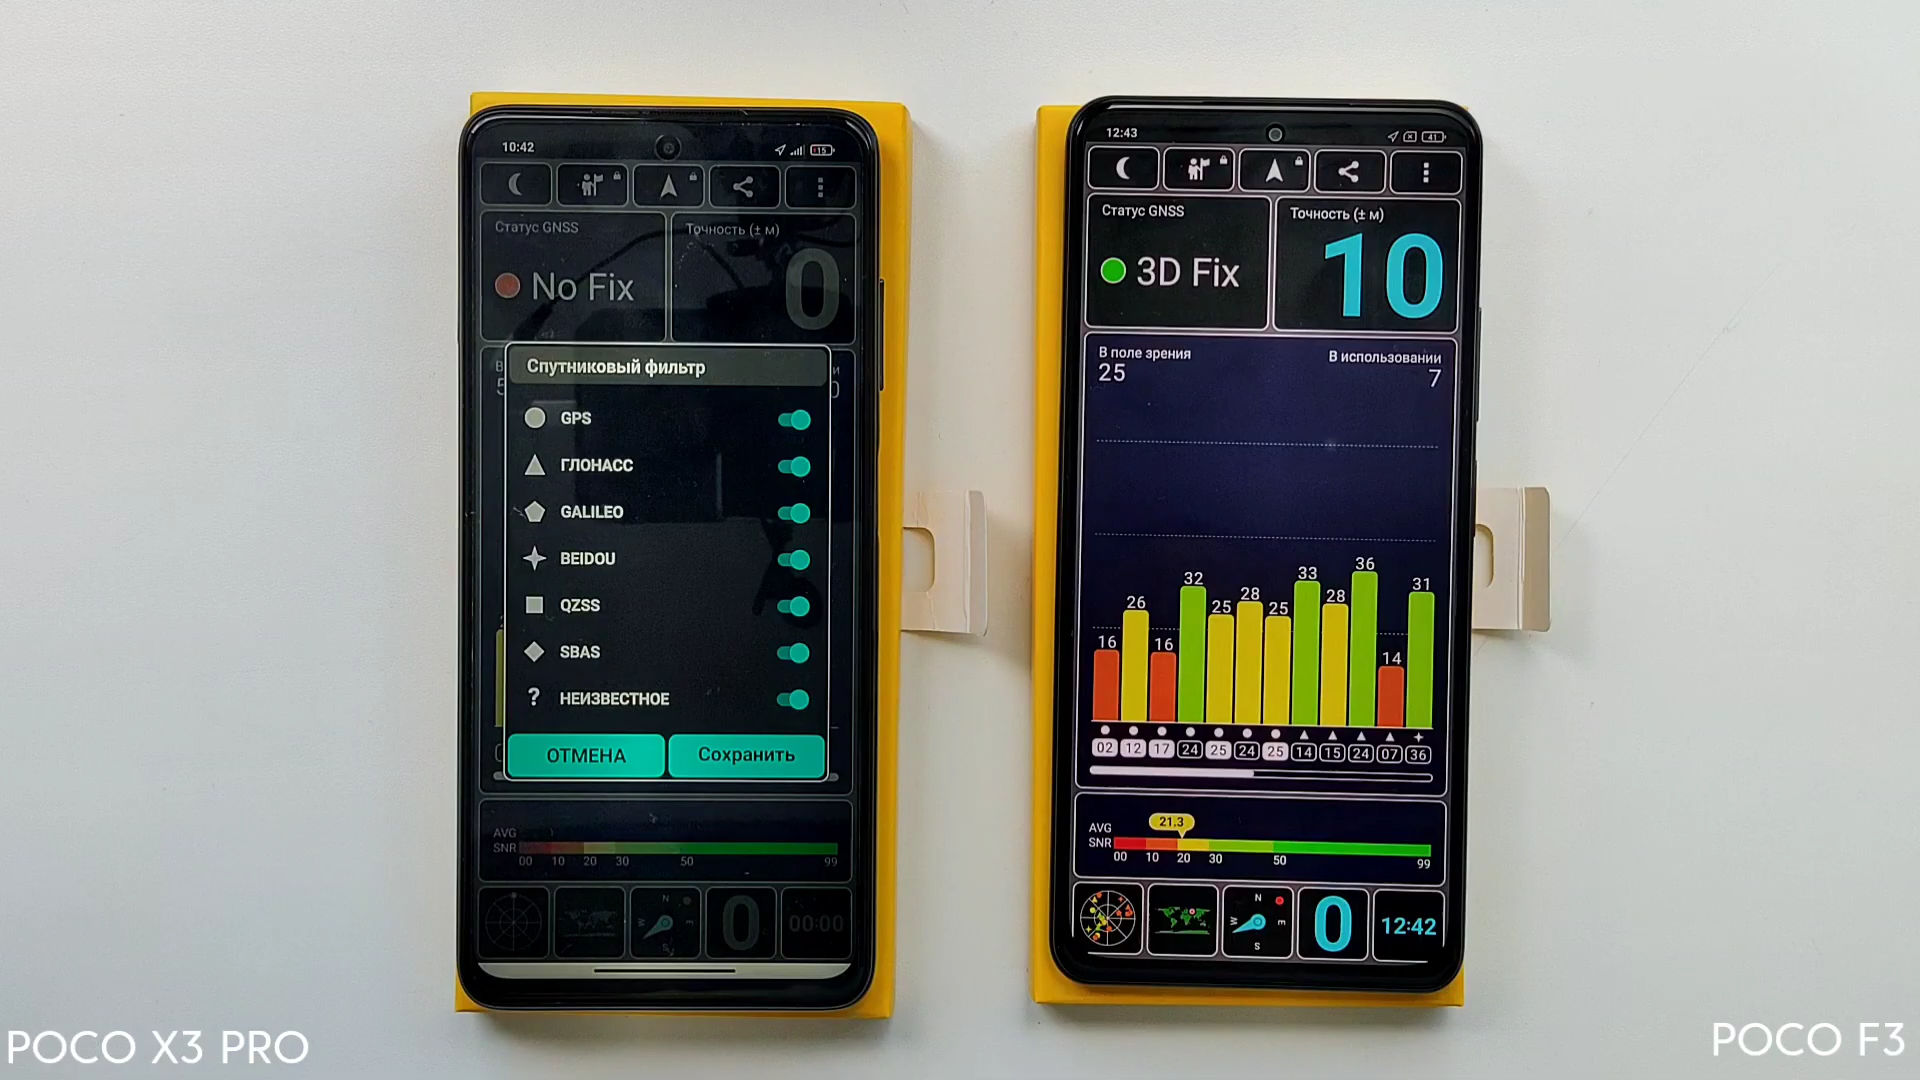 10:42
15
Статус GNSS
No Fix
Точность (± м)
0
Спутниковый фильтр
GPS
ГЛОНАСС
GALILEO
BEIDOU
QZSS
SBAS
? НЕИЗВЕСТНОЕ
ОТМЕНА
Сохранить
AVG
SNR
00 10 20 30 50 99
N
W E
S
0
00:00
12:43
41
Статус GNSS
3D Fix
Точность (± м)
10
В поле зрения
25
В использовании
7
16 26 16 32 25 28 25 33 28 36 14 31
02 12 17 24 25 24 25 14 15 24 07 36
21.3
AVG
SNR
00 10 20 30 50 99
N
W E
S
0
12:42
POCO X3 PRO
POCO F3